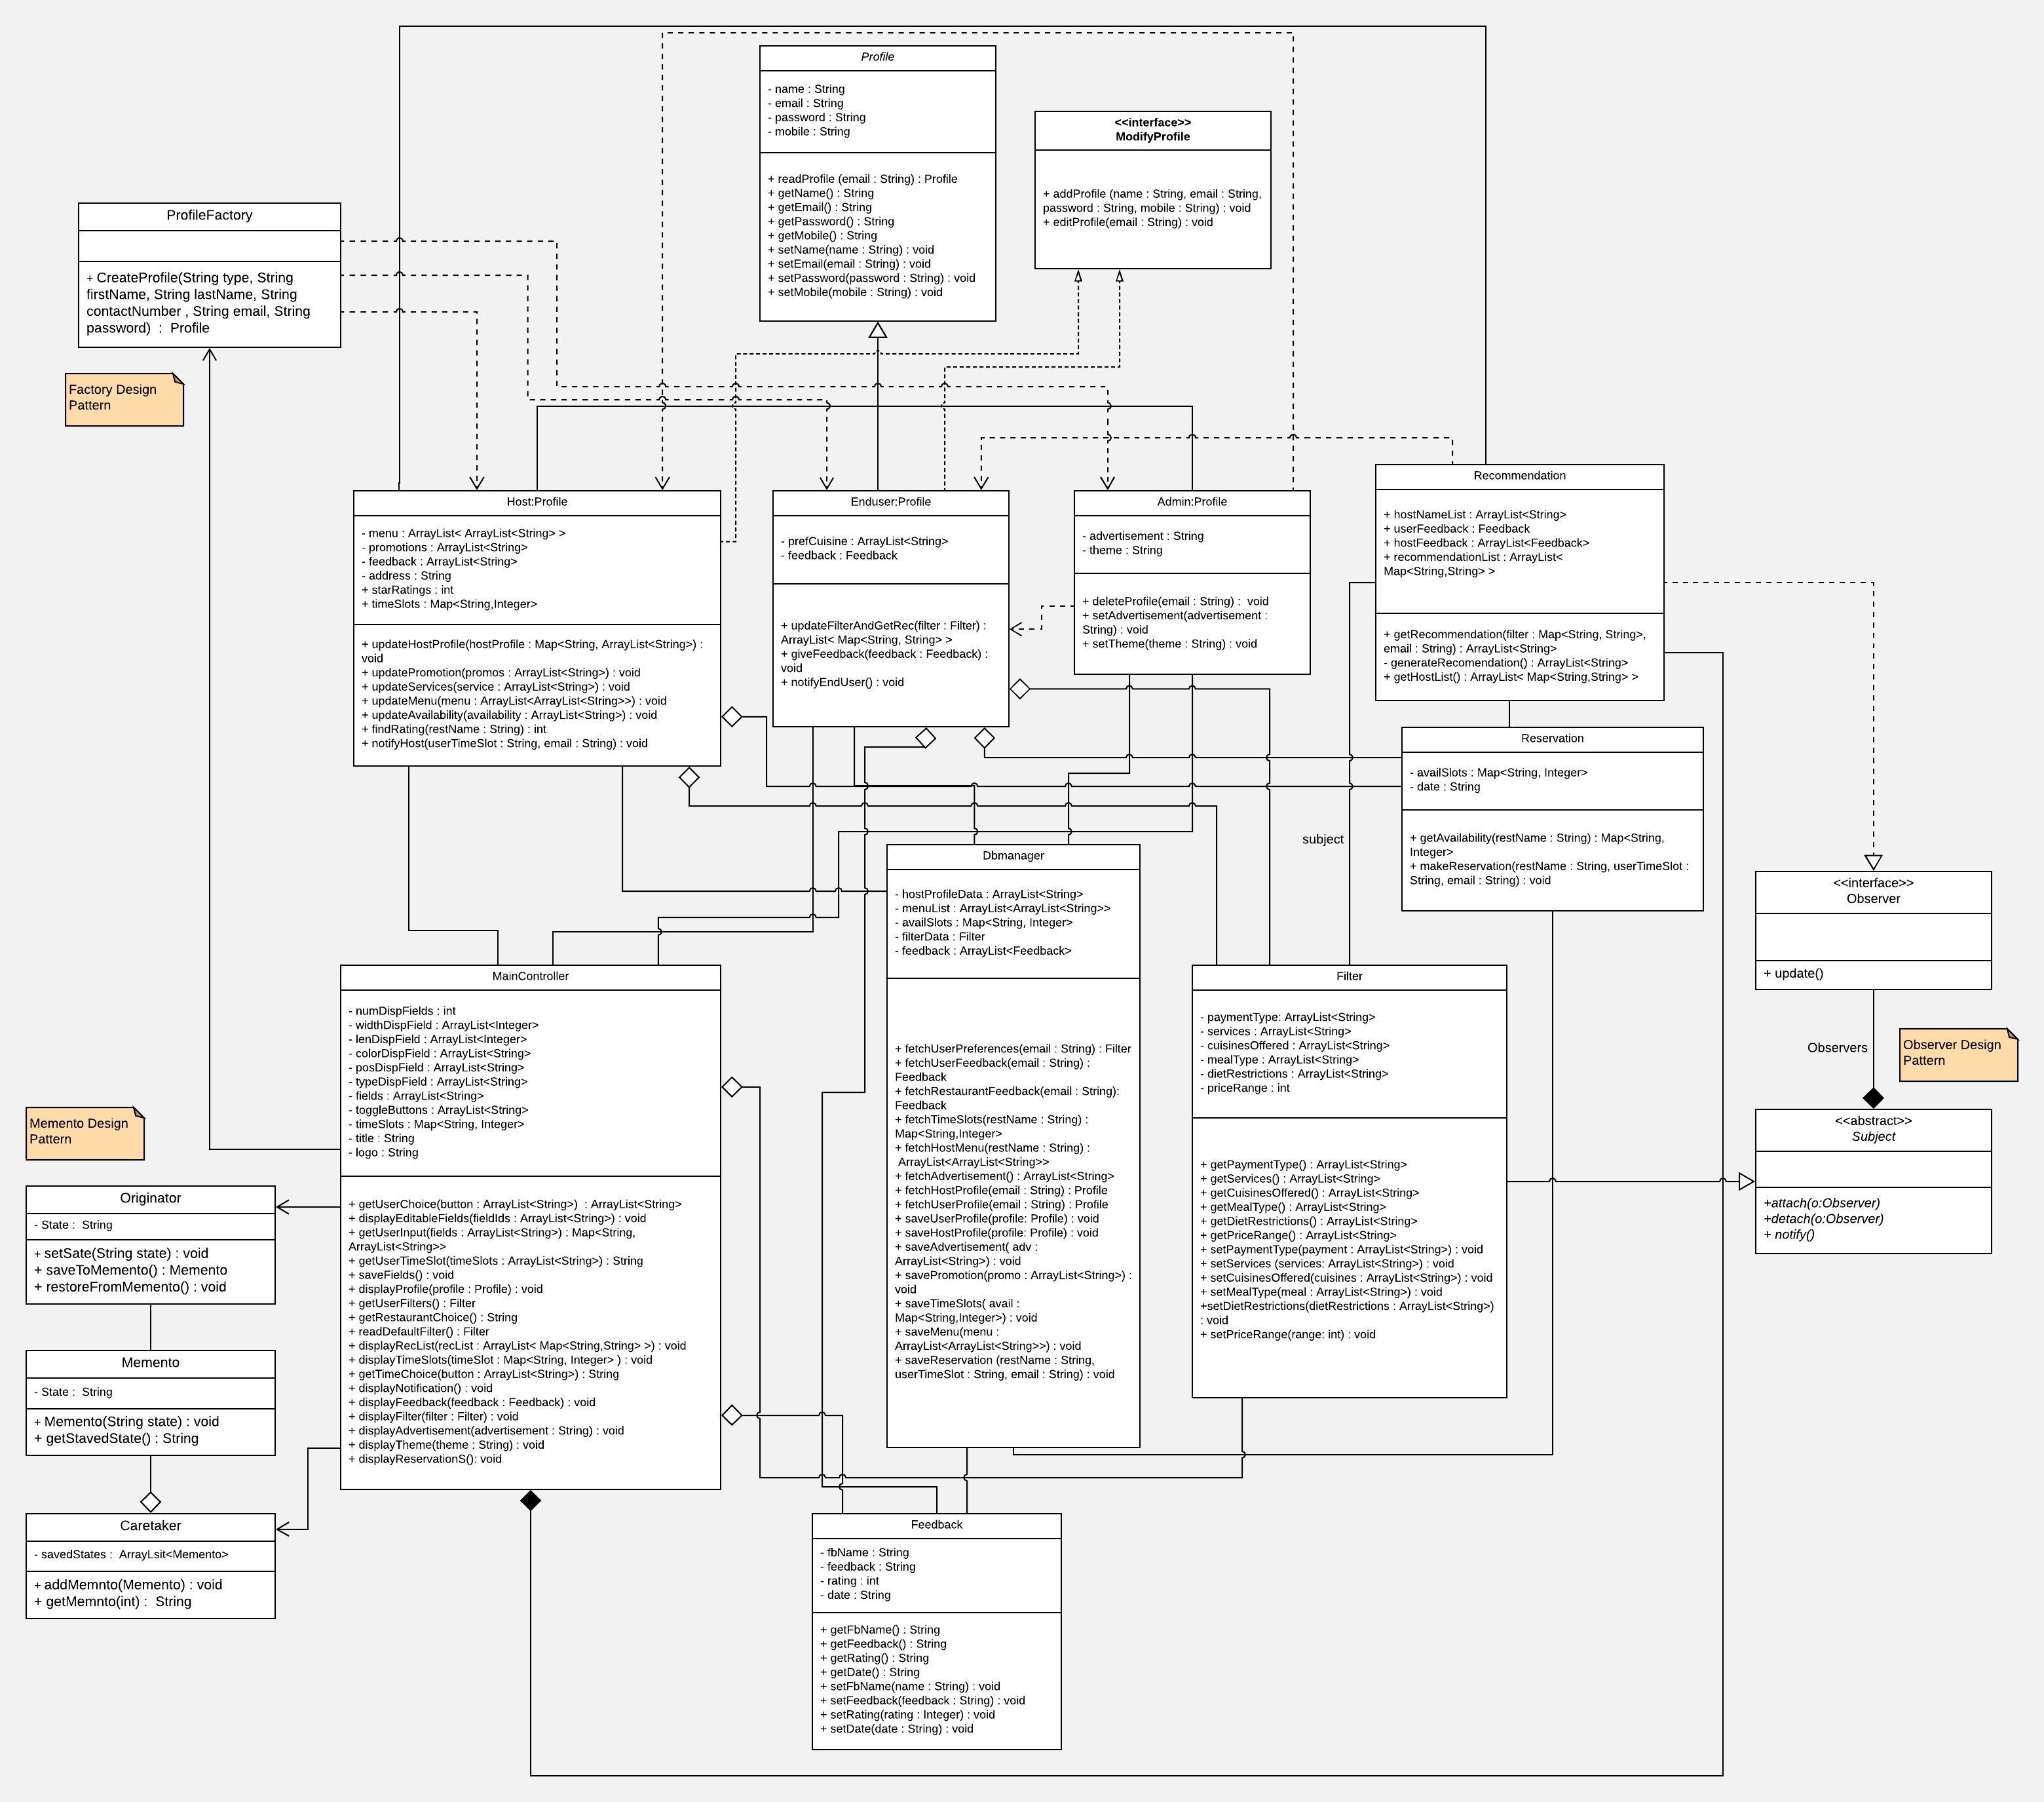 Profile
- name : String
- email : String
- password : String
- mobile : String
+ readProfile (email : String) : Profile
+ getName() : String
+ getEmail() : String
+ getPassword() : String
+ getMobile() : String
+ setName(name : String) : void
+ setEmail(email : String) : void
+ setPassword(password : String) : void
+ setMobile(mobile : String) : void
<<interface>>
ModifyProfile
+ addProfile (name : String, email : String,
password : String, mobile : String) : void
+ editProfile(email : String) : void
ProfileFactory
+ CreateProfile(String type, String
firstName, String lastName, String
contactNumber , String email, String
password)  :  Profile
Factory Design
Pattern
Host:Profile
- menu : ArrayList< ArrayList<String> >
- promotions : ArrayList<String>
- feedback : ArrayList<String>
- address : String
+ starRatings : int
+ timeSlots : Map<String,Integer>
+ updateHostProfile(hostProfile : Map<String, ArrayList<String>) :
void
+ updatePromotion(promos : ArrayList<String>) : void
+ updateServices(service : ArrayList<String>) : void
+ updateMenu(menu : ArrayList<ArrayList<String>>) : void
+ updateAvailability(availability : ArrayList<String>) : void
+ findRating(restName : String) : int
+ notifyHost(userTimeSlot : String, email : String) : void
Enduser:Profile
- prefCuisine : ArrayList<String>
- feedback : Feedback
+ updateFilterAndGetRec(filter : Filter) :
ArrayList< Map<String, String> >
+ giveFeedback(feedback : Feedback) :
void
+ notifyEndUser() : void
Admin:Profile
- advertisement : String
- theme : String
+ deleteProfile(email : String) :  void
+ setAdvertisement(advertisement :
String) : void
+ setTheme(theme : String) : void
Recommendation
+ hostNameList : ArrayList<String>
+ userFeedback : Feedback
+ hostFeedback : ArrayList<Feedback>
+ recommendationList : ArrayList<
Map<String,String> >
+ getRecommendation(filter : Map<String, String>,
email : String) : ArrayList<String>
- generateRecomendation() : ArrayList<String>
+ getHostList() : ArrayList< Map<String,String> >
Reservation
- availSlots : Map<String, Integer>
- date : String
+ getAvailability(restName : String) : Map<String,
Integer>
+ makeReservation(restName : String, userTimeSlot :
String, email : String) : void
subject
Dbmanager
- hostProfileData : ArrayList<String>
- menuList : ArrayList<ArrayList<String>>
- availSlots : Map<String, Integer>
- filterData : Filter
- feedback : ArrayList<Feedback>
+ fetchUserPreferences(email : String) : Filter
+ fetchUserFeedback(email : String) :
Feedback
+ fetchRestaurantFeedback(email : String):
Feedback
+ fetchTimeSlots(restName : String) :
Map<String,Integer>
+ fetchHostMenu(restName : String) :
ArrayList<ArrayList<String>>
+ fetchAdvertisement() : ArrayList<String>
+ fetchHostProfile(email : String) : Profile
+ fetchUserProfile(email : String) : Profile
+ saveUserProfile(profile: Profile) : void
+ saveHostProfile(profile: Profile) : void
+ saveAdvertisement( adv :
ArrayList<String>) : void
+ savePromotion(promo : ArrayList<String>) :
void
+ saveTimeSlots( avail :
Map<String,Integer>) : void
+ saveMenu(menu :
ArrayList<ArrayList<String>>) : void
+ saveReservation (restName : String,
userTimeSlot : String, email : String) : void
<<interface>>
Observer
+ update()
Observers
Observer Design
Pattern
<<abstract>>
Subject
+attach(o:Observer)
+detach(o:Observer)
+ notify()
MainController
- numDispFields : int
- widthDispField : ArrayList<Integer>
- lenDispField : ArrayList<Integer>
- colorDispField : ArrayList<String>
- posDispField : ArrayList<String>
- typeDispField : ArrayList<String>
- fields : ArrayList<String>
- toggleButtons : ArrayList<String>
- timeSlots : Map<String, Integer>
- title : String
- logo : String
+ getUserChoice(button : ArrayList<String>)  : ArrayList<String>
+ displayEditableFields(fieldIds : ArrayList<String>) : void
+ getUserInput(fields : ArrayList<String>) : Map<String,
ArrayList<String>>
+ getUserTimeSlot(timeSlots : ArrayList<String>) : String
+ saveFields() : void
+ displayProfile(profile : Profile) : void
+ getUserFilters() : Filter
+ getRestaurantChoice() : String
+ readDefaultFilter() : Filter
+ displayRecList(recList : ArrayList< Map<String,String> >) : void
+ displayTimeSlots(timeSlot : Map<String, Integer> ) : void
+ getTimeChoice(button : ArrayList<String>) : String
+ displayNotification() : void
+ displayFeedback(feedback : Feedback) : void
+ displayFilter(filter : Filter) : void
+ displayAdvertisement(advertisement : String) : void
+ displayTheme(theme : String) : void
+ displayReservationS(): void
Filter
- paymentType: ArrayList<String>
- services : ArrayList<String>
- cuisinesOffered : ArrayList<String>
- mealType : ArrayList<String>
- dietRestrictions : ArrayList<String>
- priceRange : int
+ getPaymentType() : ArrayList<String>
+ getServices() : ArrayList<String>
+ getCuisinesOffered() : ArrayList<String>
+ getMealType() : ArrayList<String>
+ getDietRestrictions() : ArrayList<String>
+ getPriceRange() : ArrayList<String>
+ setPaymentType(payment : ArrayList<String>) : void
+ setServices (services: ArrayList<String>) : void
+ setCuisinesOffered(cuisines : ArrayList<String>) : void
+ setMealType(meal : ArrayList<String>) : void
+setDietRestrictions(dietRestrictions : ArrayList<String>)
: void
+ setPriceRange(range: int) : void
Memento Design
Pattern
Originator
- State :  String
+ setSate(String state) : void
+ saveToMemento() : Memento
+ restoreFromMemento() : void
Memento
- State :  String
+ Memento(String state) : void
+ getStavedState() : String
Caretaker
- savedStates :  ArrayLsit<Memento>
+ addMemnto(Memento) : void
+ getMemnto(int) :  String
Feedback
- fbName : String
- feedback : String
- rating : int
- date : String
+ getFbName() : String
+ getFeedback() : String
+ getRating() : String
+ getDate() : String
+ setFbName(name : String) : void
+ setFeedback(feedback : String) : void
+ setRating(rating : Integer) : void
+ setDate(date : String) : void